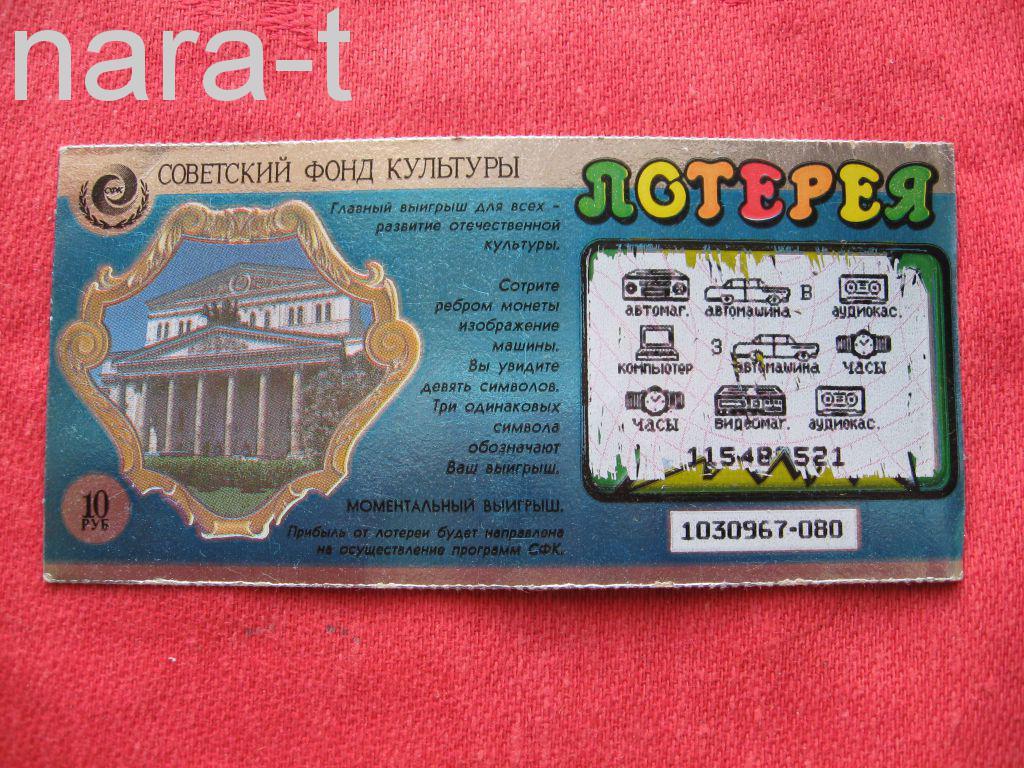 nara-t
СФК
СОВЕТСКИЙ ФОНД КУЛЬТУРЫ
ЛОТЕРЕЯ
Главный выигрыш для всех -
развитие отечественной
культуры.
Сотрите
ребром монеты
изображение
машины.
Вы увидите
девять символов.
Три одинаковых
символа
обозначают
Ваш выигрыш.
МОМЕНТАЛЬНЫЙ ВЫИГРЫШ.
Прибыль от лотереи будет направлена
на осуществление программ СФК.
10
РУБ
В
автомаг. автомашина аудиокас.
З
компьютер автомашина часы
часы видеомаг. аудиокас.
115487521
1030967-080